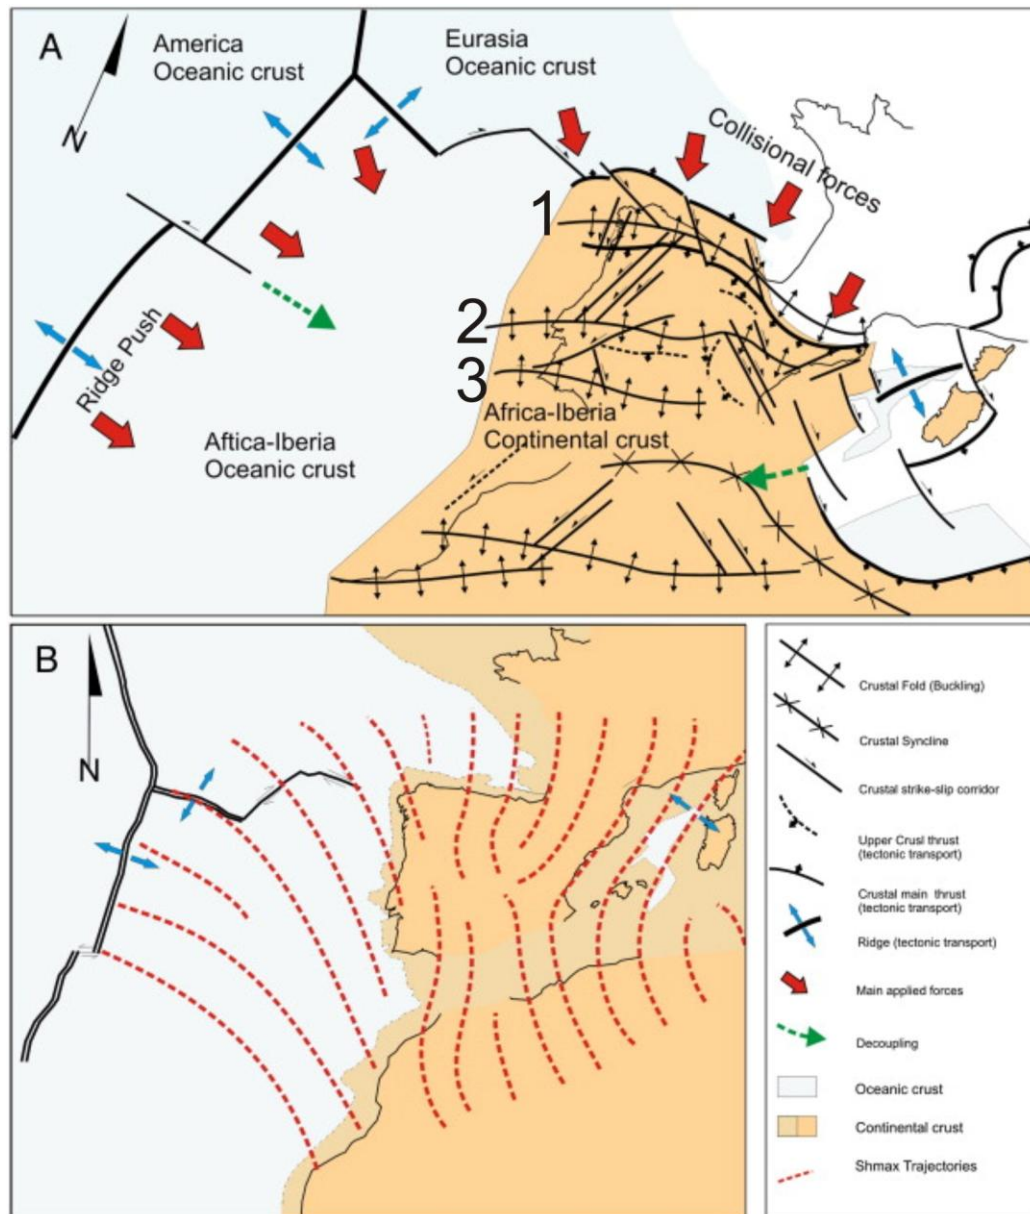 A
America
Oceanic crust
Eurasia
Oceanic crust
N
Collisional forces
1
2
3
Ridge Push
Aftica-Iberia
Oceanic crust
Africa-Iberia
Continental crust
B
N
Crustal Fold (Buckling)
Crustal Syncline
Crustal strike-slip corridor
Upper Crusl thrust
(tectonic transport)
Crustal main thrust
(tectonic transport)
Ridge (tectonic transport)
Main applied forces
Decoupling
Oceanic crust
Continental crust
Shmax Trajectories